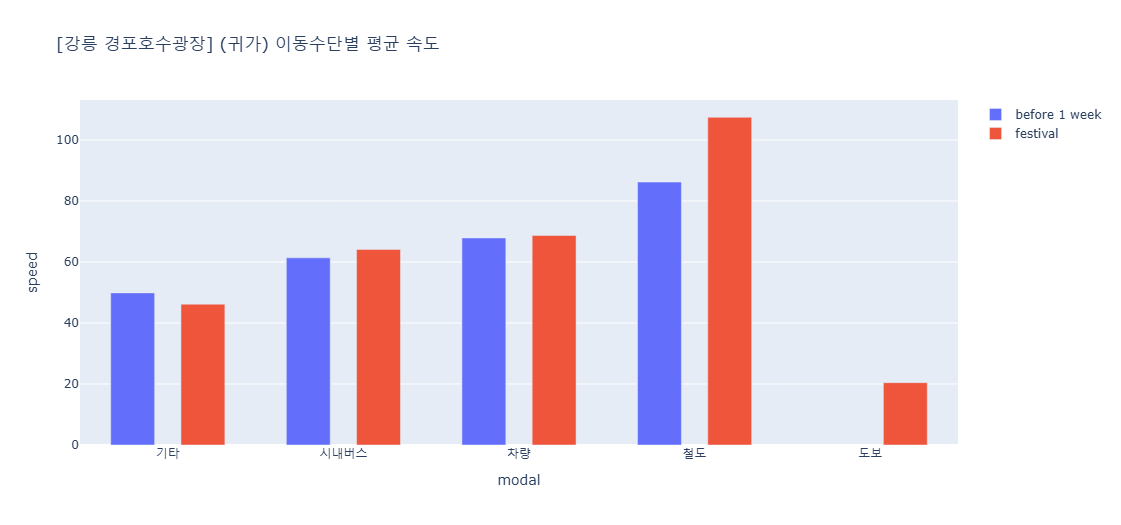 [강릉 경포호수광장] (귀가) 이동수단별 평균 속도
before 1 week
festival
100
80
60
40
20
0
speed
기타 시내버스 차량 철도 도보
modal